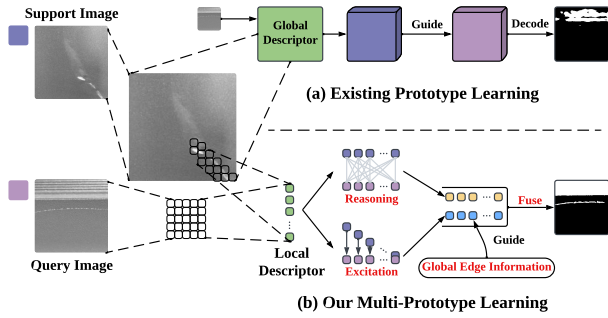 Support Image
Global
Descriptor
Guide
Decode
(a) Existing Prototype Learning
Query Image
Local
Descriptor
Reasoning
Excitation
Fuse
Guide
Global Edge Information
(b) Our Multi-Prototype Learning